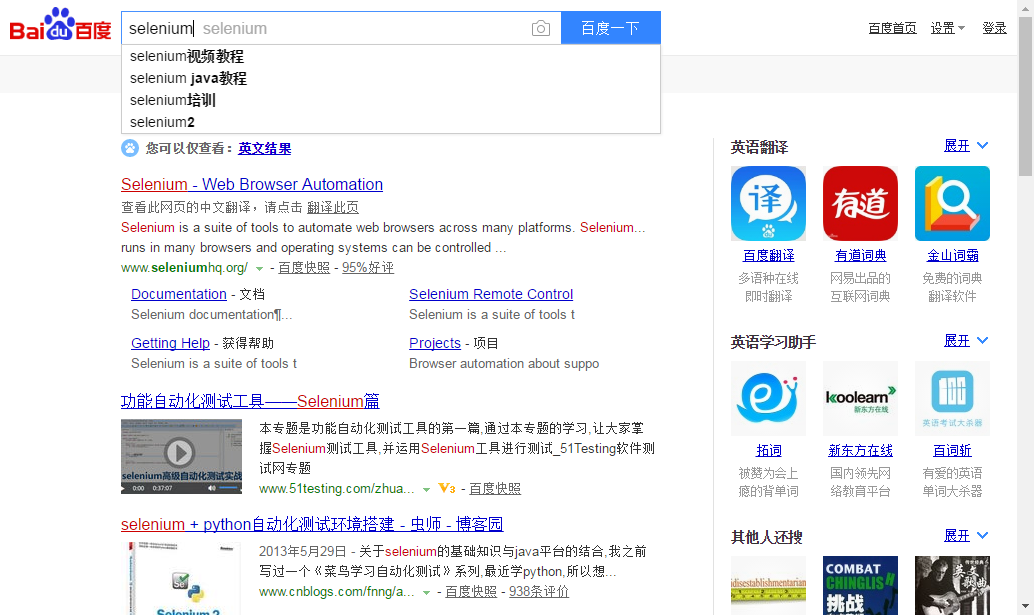 Bai du 百度
selenium selenium
百度一下
百度首页 设置 登录
selenium视频教程
selenium java教程
selenium培训
selenium2
您可以仅查看：英文结果
Selenium - Web Browser Automation
查看此网页的中文翻译，请点击 翻译此页
Selenium is a suite of tools to automate web browsers across many platforms. Selenium...
runs in many browsers and operating systems can be controlled ...
www.seleniumhq.org/ - 百度快照 - 95%好评
Documentation - 文档
Selenium documentation¶...
Selenium Remote Control
Selenium is a suite of tools t
Getting Help - 获得帮助
Selenium is a suite of tools t
Projects - 项目
Browser automation about suppo
功能自动化测试工具——Selenium篇
selenium高级自动化测试实战
0:00 0:37:07
本专题是功能自动化测试工具的第一篇,通过本专题的学习,让大家掌
握Selenium测试工具,并运用Selenium工具进行测试_51Testing软件测
试网专题
www.51testing.com/zhua... V3 - 百度快照
selenium + python自动化测试环境搭建 - 虫师 - 博客园
Se
Selenium 2
2013年5月29日 - 关于selenium的基础知识与java平台的结合,我之前
写过一个《菜鸟学习自动化测试》系列,最近学python,所以想...
www.cnblogs.com/fnng/a... - 百度快照 - 938条评价
英语翻译 展开
译
有道
百度翻译
多语种在线
即时翻译
有道词典
网易出品的
互联网词典
金山词霸
免费的词典
翻译软件
英语学习助手 展开
koolearn
新东方在线
英语考试大杀器
拓词
被赞为会上
瘾的背单词
新东方在线
国内领先网
络教育平台
百词斩
有爱的英语
单词大杀器
其他人还搜 展开
disestablishmentarian
COMBAT
CHINGLISH
挑战
英文歌曲